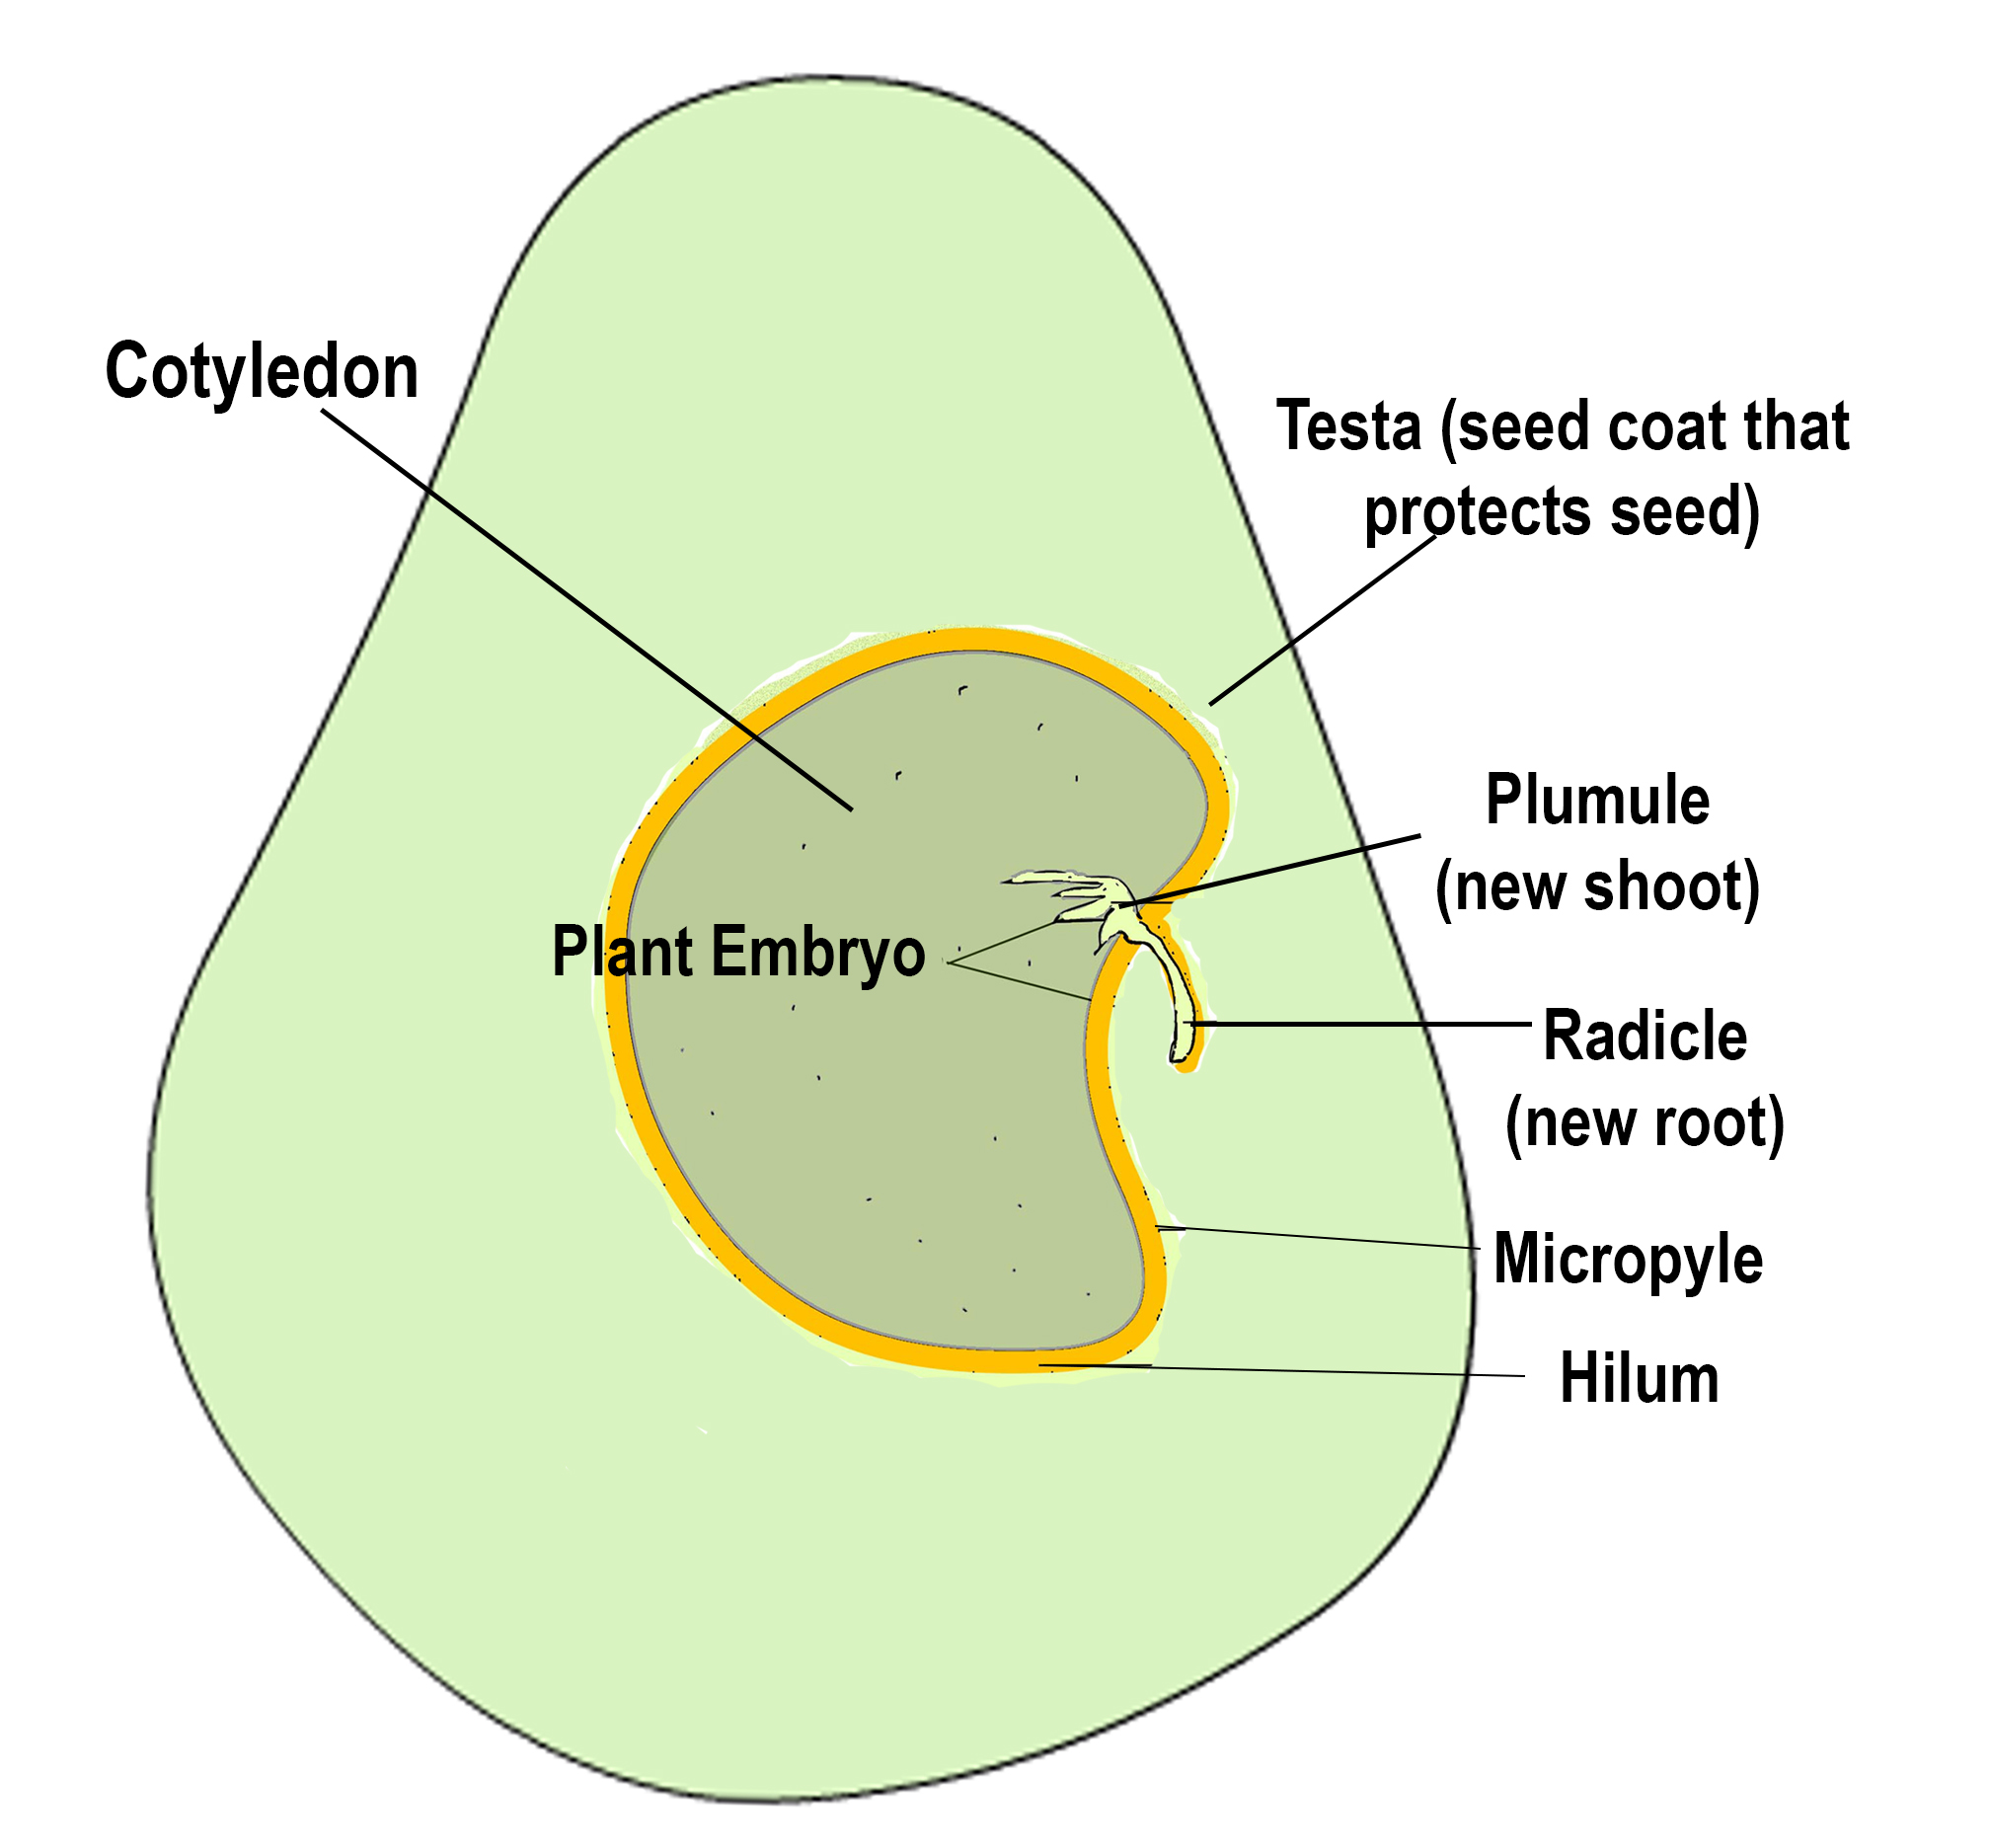 Cotyledon
Testa (seed coat that
protects seed)
Plumule
(new shoot)
Plant Embryo
Radicle
(new root)
Micropyle
Hilum